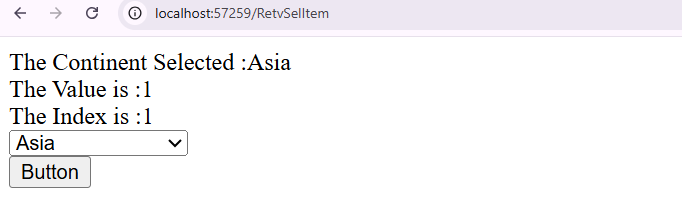 localhost:57259/RetvSelItem
The Continent Selected :Asia
The Value is :1
The Index is :1
Asia
Button